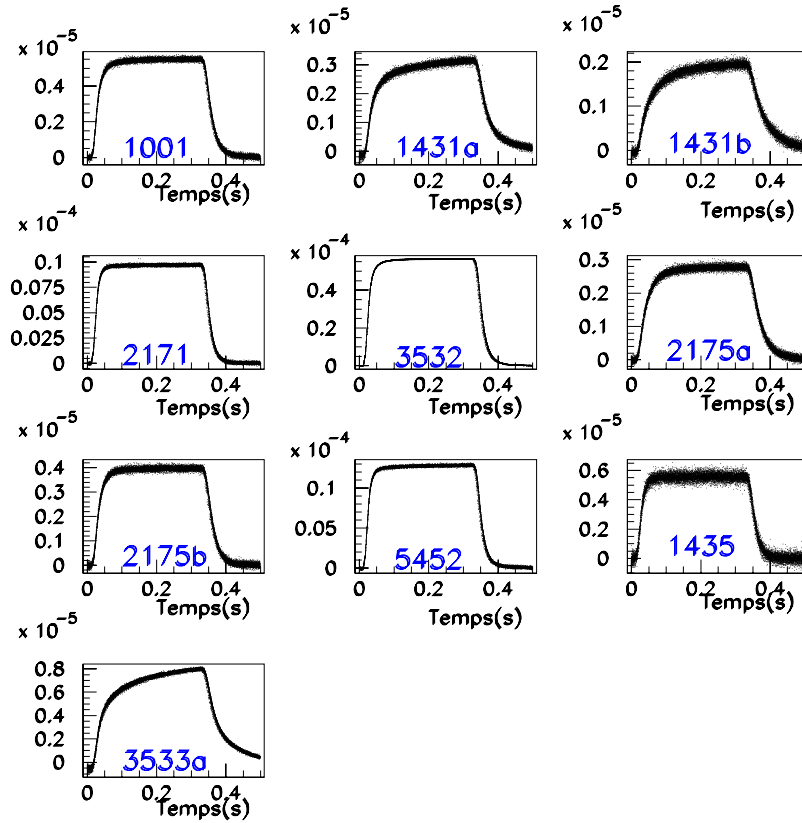 x 10⁻⁵
0.4
0.2
0
1001
0 0.2 0.4
Temps(s)
x 10⁻⁵
0.3
0.2
0.1
0
1431a
0 0.2 0.4
Temps(s)
x 10⁻⁵
0.2
0.1
0
1431b
0 0.2 0.4
Temps(s)
x 10⁻⁴
0.1
0.075
0.05
0.025
0
2171
0 0.2 0.4
Temps(s)
x 10⁻⁴
0.4
0.2
0
3532
0 0.2 0.4
Temps(s)
x 10⁻⁵
0.3
0.2
0.1
0
2175a
0 0.2 0.4
Temps(s)
x 10⁻⁵
0.4
0.3
0.2
0.1
0
2175b
0 0.2 0.4
Temps(s)
x 10⁻⁴
0.1
0.05
0
5452
0 0.2 0.4
Temps(s)
x 10⁻⁵
0.6
0.4
0.2
0
1435
0 0.2 0.4
Temps(s)
x 10⁻⁵
0.8
0.6
0.4
0.2
0
3533a
0 0.2 0.4
Temps(s)